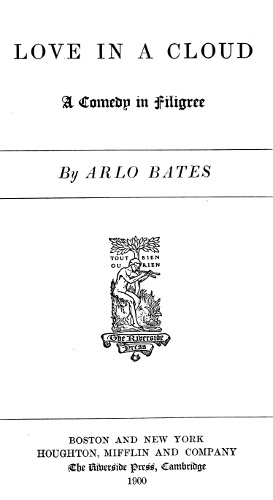 LOVE IN A CLOUD
A Comedy in Filigree
By ARLO BATES
TOUT BIEN
OU RIEN
The Riverside
Press
BOSTON AND NEW YORK
HOUGHTON, MIFFLIN AND COMPANY
The Riverside Press, Cambridge
1900